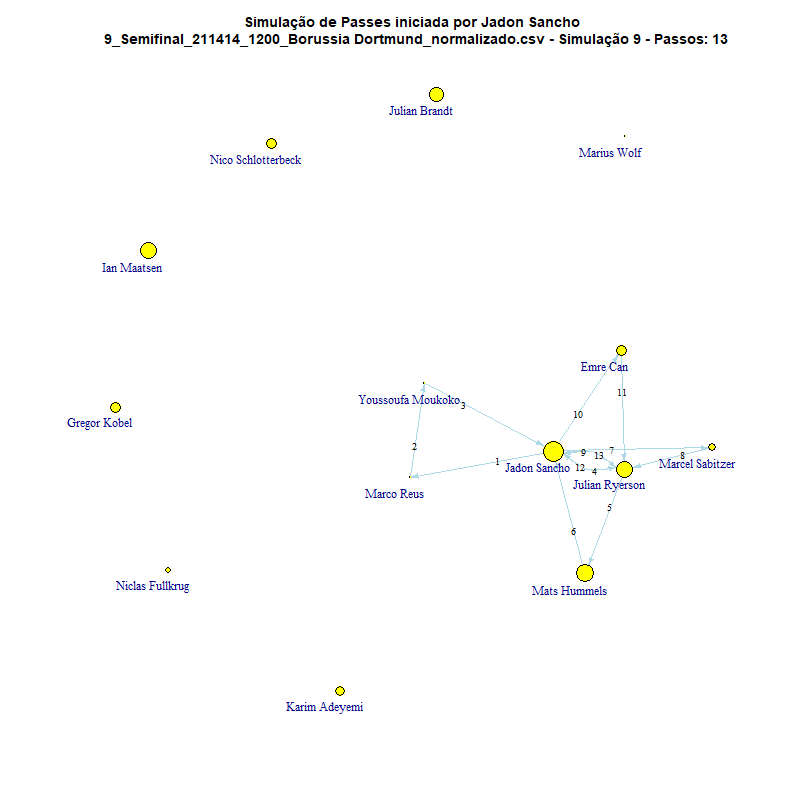 Simulação de Passes iniciada por Jadon Sancho
9_Semifinal_211414_1200_Borussia Dortmund_normalizado.csv - Simulação 9 - Passos: 13
Julian Brandt
Marius Wolf
Nico Schlotterbeck
Ian Maatsen
Emre Can
11
Youssoufa Moukoko
3
10
Gregor Kobel
2
7
9
13
8
1
Marcel Sabitzer
Jadon Sancho
12
4
Julian Ryerson
Marco Reus
5
6
Niclas Fullkrug
Mats Hummels
Karim Adeyemi